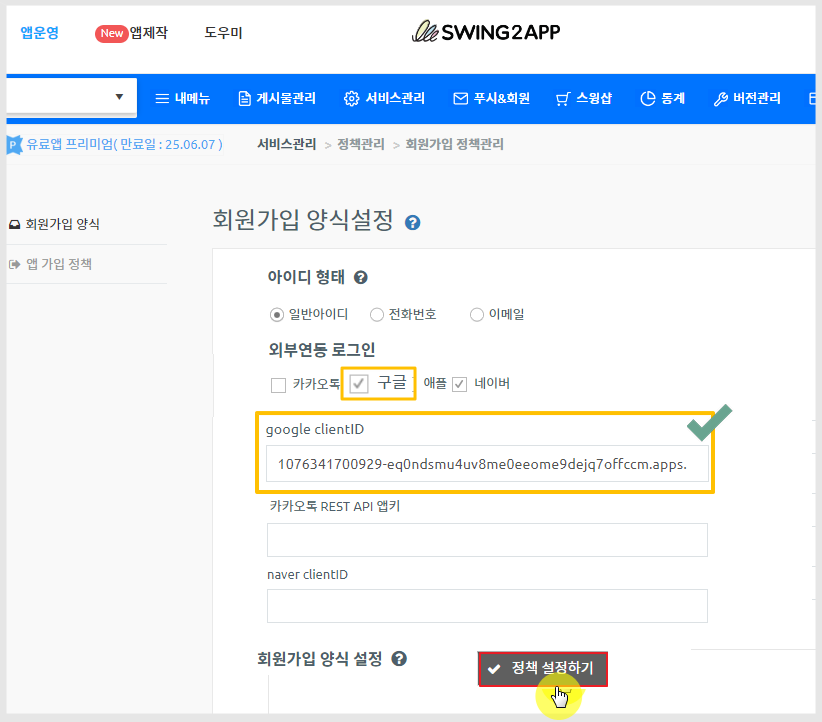 앱운영 New 앱제작 도우미 SWING2APP
내메뉴 게시물관리 서비스관리 푸시&회원 스윙샵 통계 버전관리
P 유료앱 프리미엄( 만료일 : 25.06.07 ) 서비스관리 > 정책관리 > 회원가입 정책관리
회원가입 양식
앱 가입 정책
회원가입 양식설정 ?
아이디 형태 ?
일반아이디 전화번호 이메일
외부연동 로그인
카카오톡 구글 애플 네이버
google clientID
1076341700929-eq0ndsmu4uv8me0eeome9dejq7offccm.apps.
카카오톡 REST API 앱키
naver clientID
회원가입 양식 설정 ?
정책 설정하기